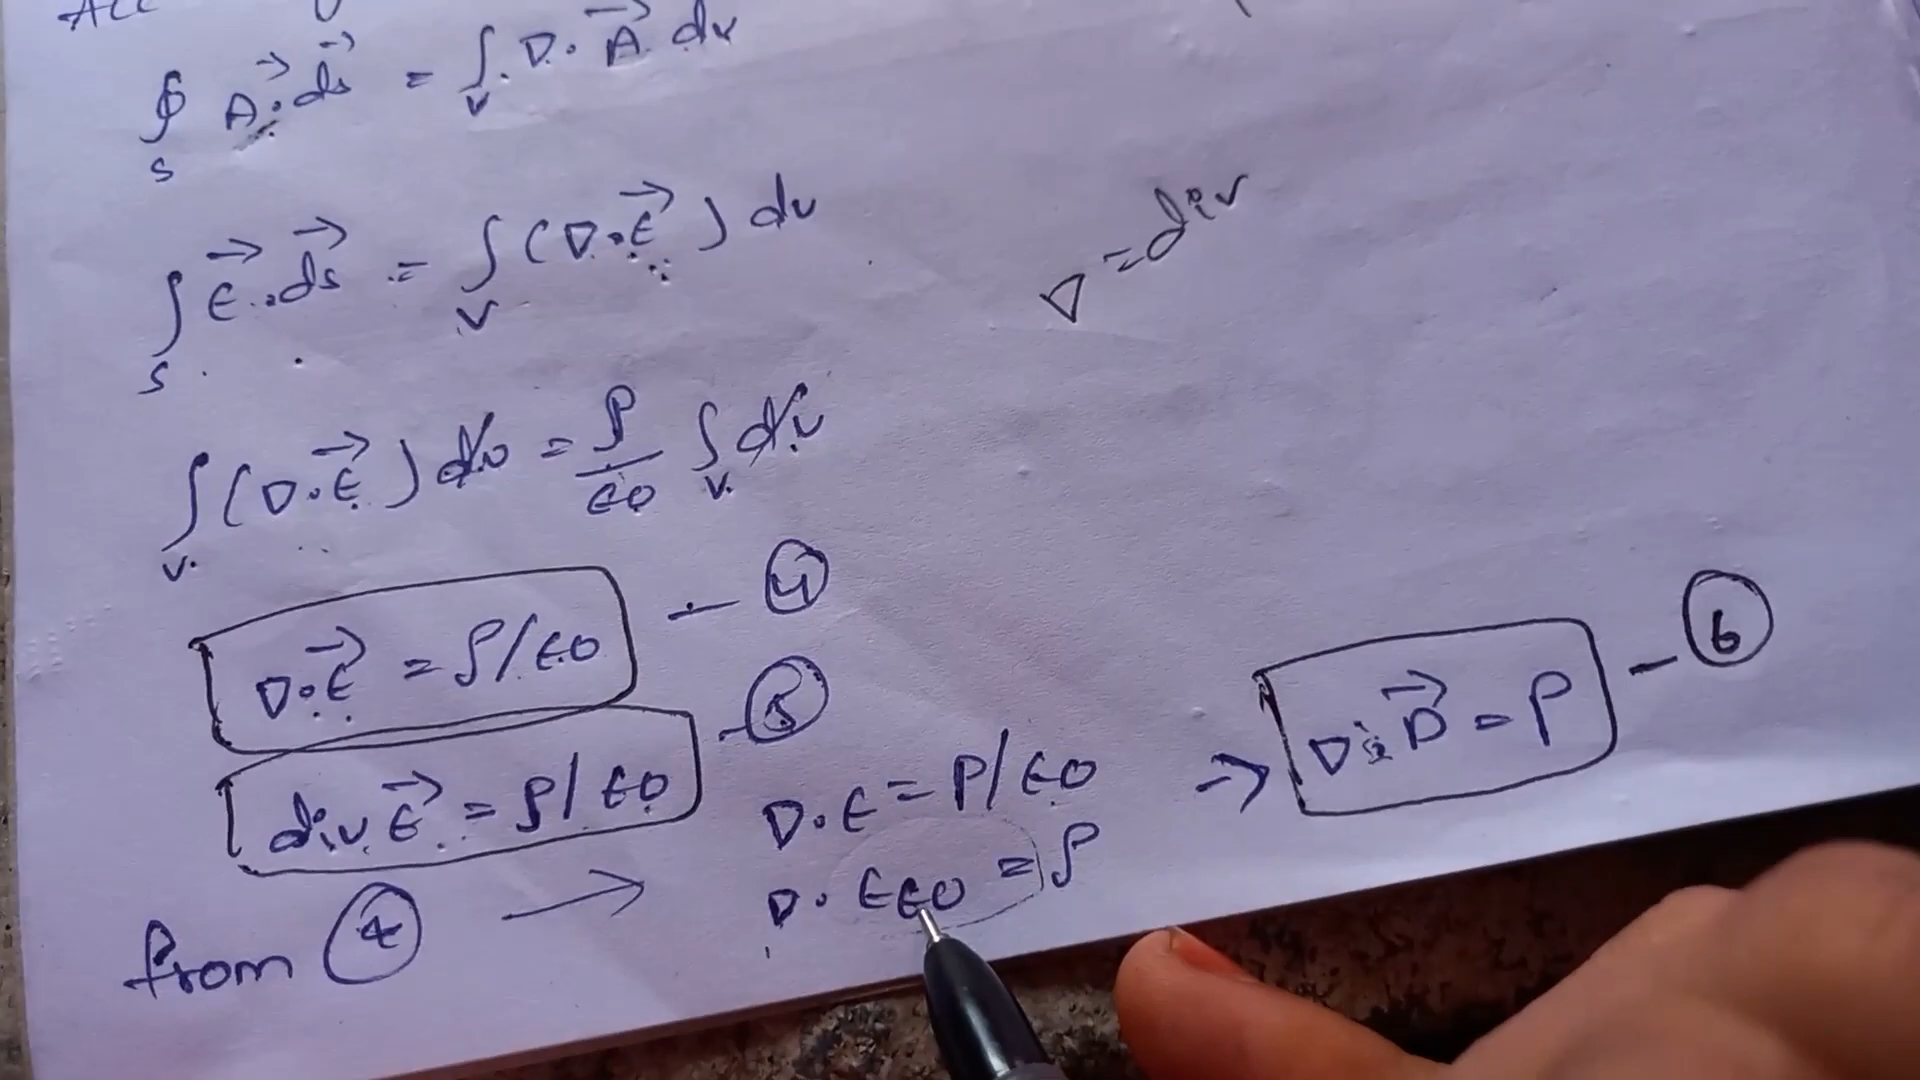 ∮ A⃗ · ds⃗ = ∫ ∇ · A⃗ dv
S V
∫ E⃗ · ds⃗ = ∫ (∇ · E⃗) dv
S V
∇ = div
∫ (∇ · E⃗) dv = ρ/ε0 ∫ dv
V V
∇ · E⃗ = ρ/ε0 — 4
div E⃗ = ρ/ε0 — 5
∇ · E = ρ/ε0 → ∇ · D⃗ = ρ — 6
from 4 → ∇ · Eε0 = ρ